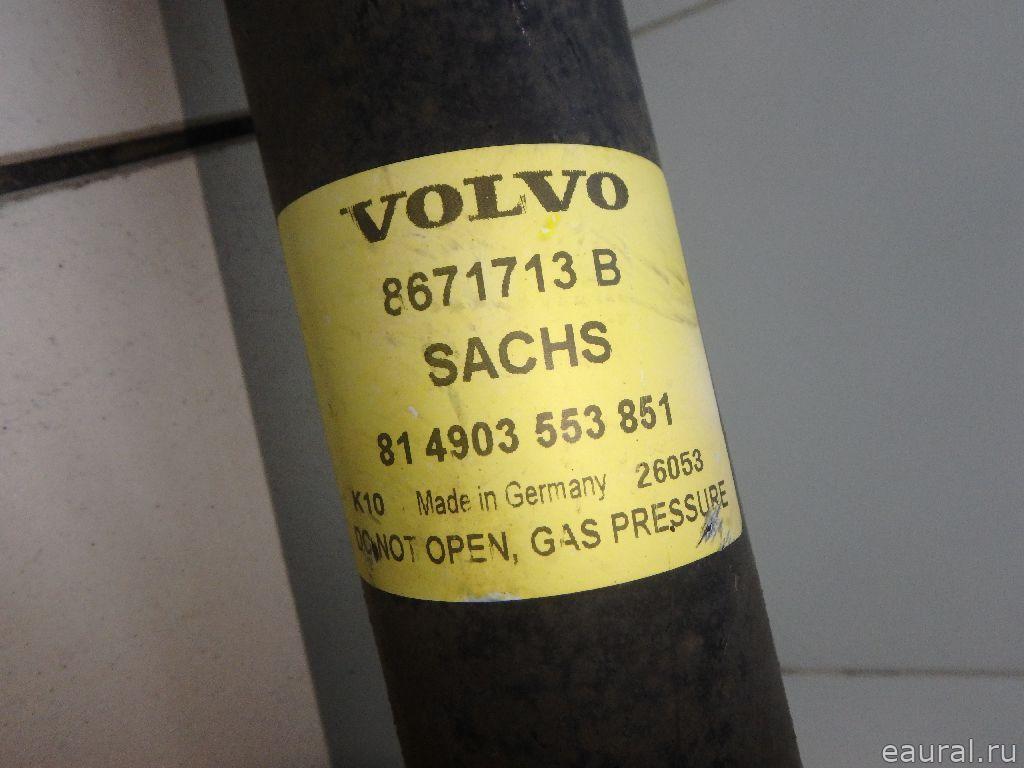 VOLVO
8671713 B
SACHS
81 4903 553 851
K10 Made in Germany 26053
DO NOT OPEN, GAS PRESSURE
eaural.ru